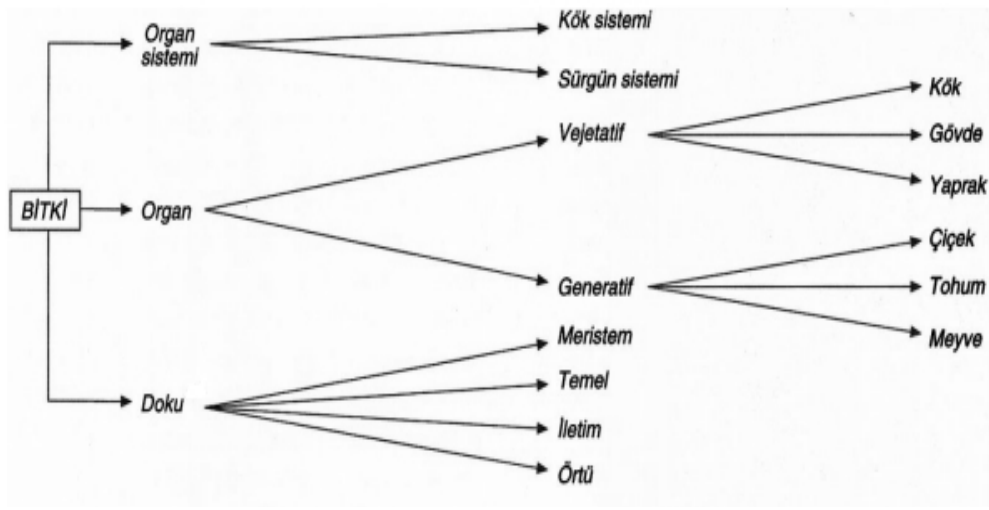 BİTKİ
Organ
sistemi
Kök sistemi
Sürgün sistemi
Organ
Vejetatif
Kök
Gövde
Yaprak
Generatif
Çiçek
Tohum
Meyve
Doku
Meristem
Temel
İletim
Örtü